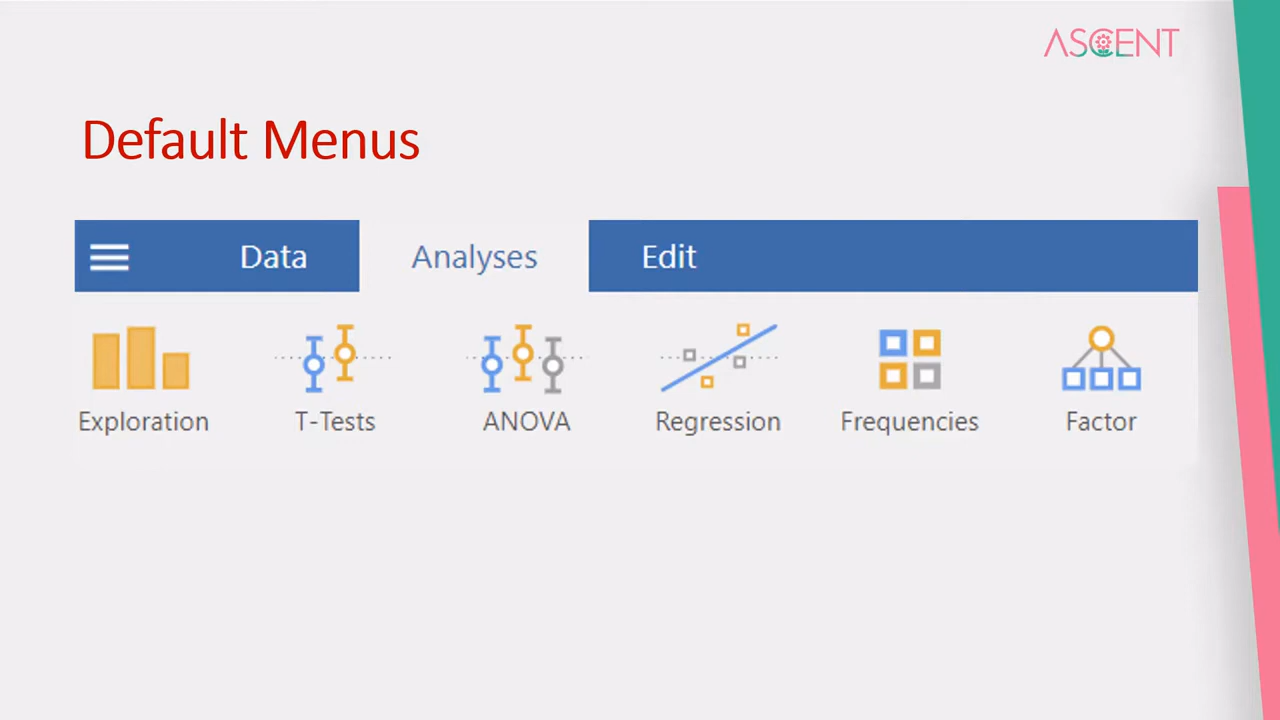 ASCENT
Default Menus
Data Analyses Edit
Exploration T-Tests ANOVA Regression Frequencies Factor